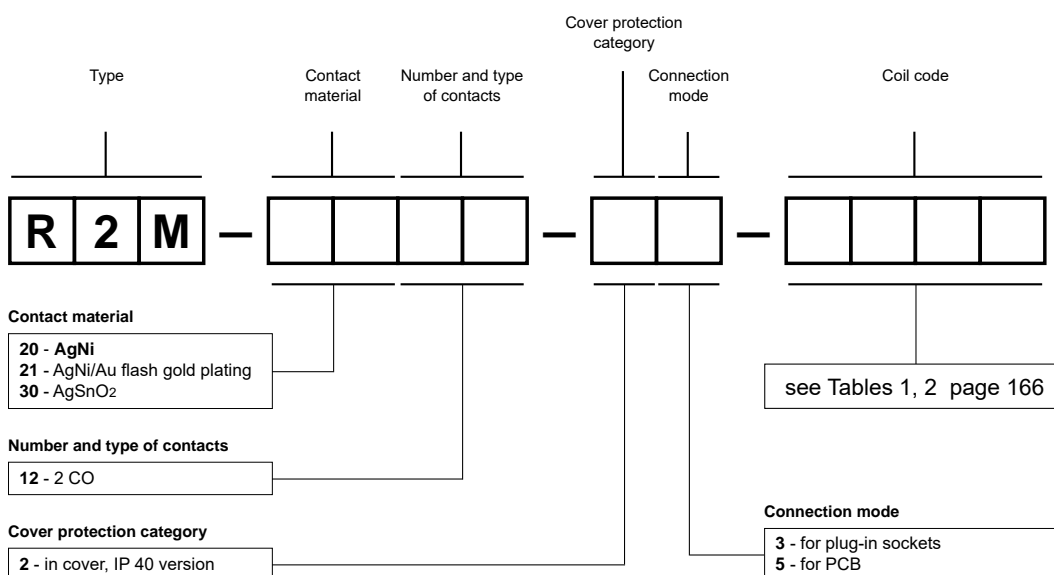 Cover protection
category
Type
Contact
material
Number and type
of contacts
Connection
mode
Coil code
R 2 M – – –
Contact material
20 - AgNi
21 - AgNi/Au flash gold plating
30 - AgSnO2
see Tables 1, 2 page 166
Number and type of contacts
12 - 2 CO
Cover protection category
2 - in cover, IP 40 version
Connection mode
3 - for plug-in sockets
5 - for PCB